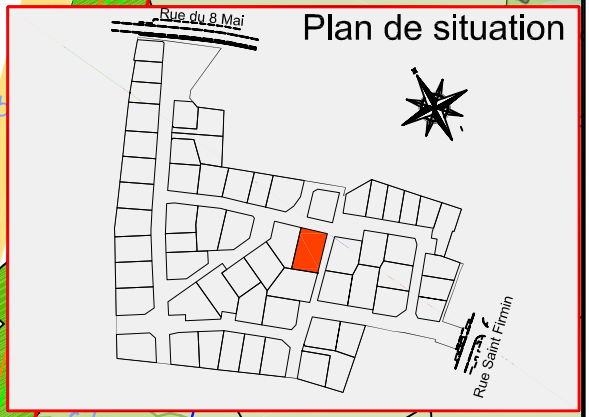 Rue du 8 Mai
Plan de situation
Rue Saint Firmin